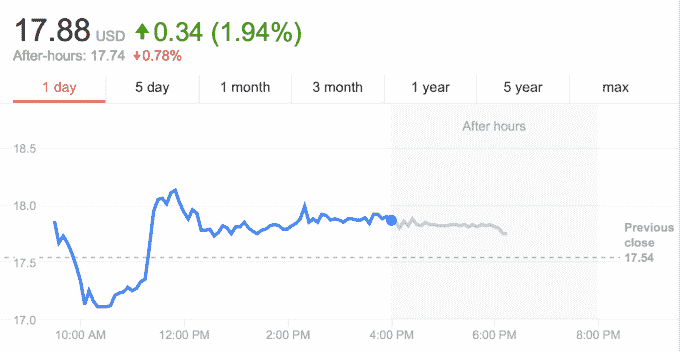 17.88 USD ↑0.34 (1.94%)
After-hours: 17.74 ↓0.78%
1 day 5 day 1 month 3 month 1 year 5 year max
After hours
18.5
18.0
Previous
close
17.54
17.5
17.0
10:00 AM 12:00 PM 2:00 PM 4:00 PM 6:00 PM 8:00 PM